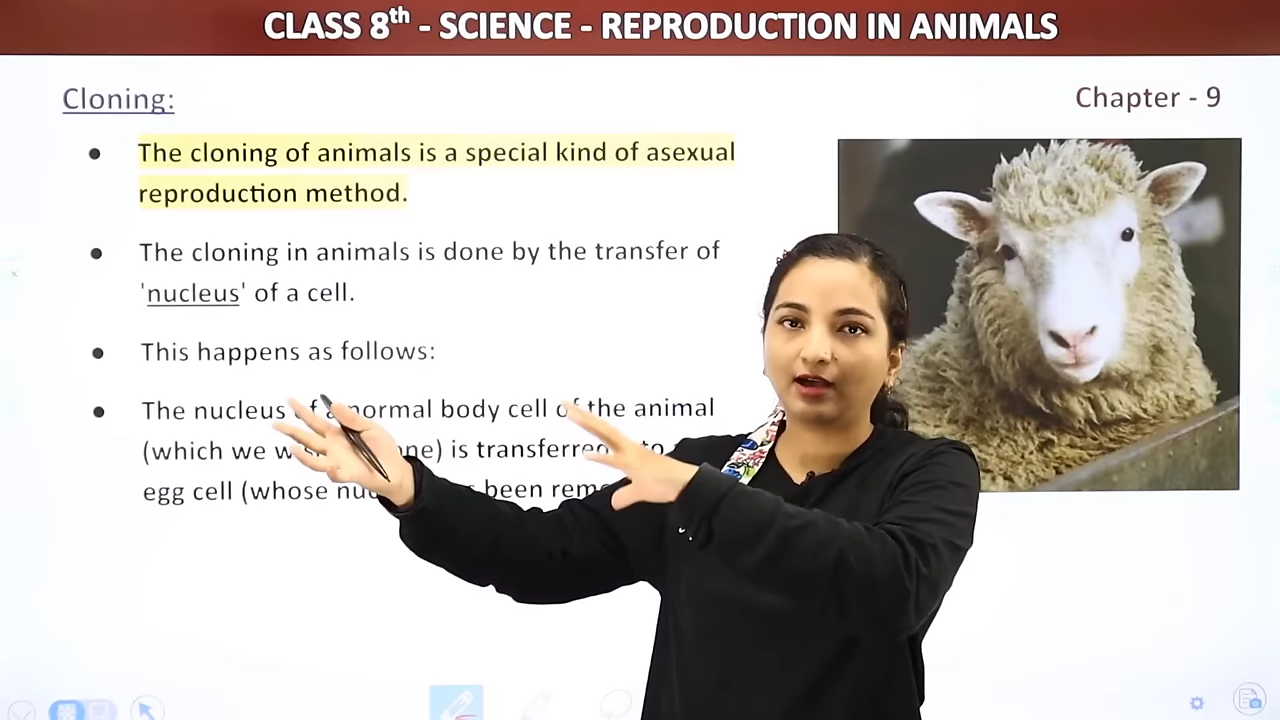 CLASS 8th - SCIENCE - REPRODUCTION IN ANIMALS
Cloning:
Chapter - 9
• The cloning of animals is a special kind of asexual
reproduction method.
• The cloning in animals is done by the transfer of
'nucleus' of a cell.
• This happens as follows:
• The nucleus of a normal body cell of the animal
(which we is transferred
egg cell (whose been